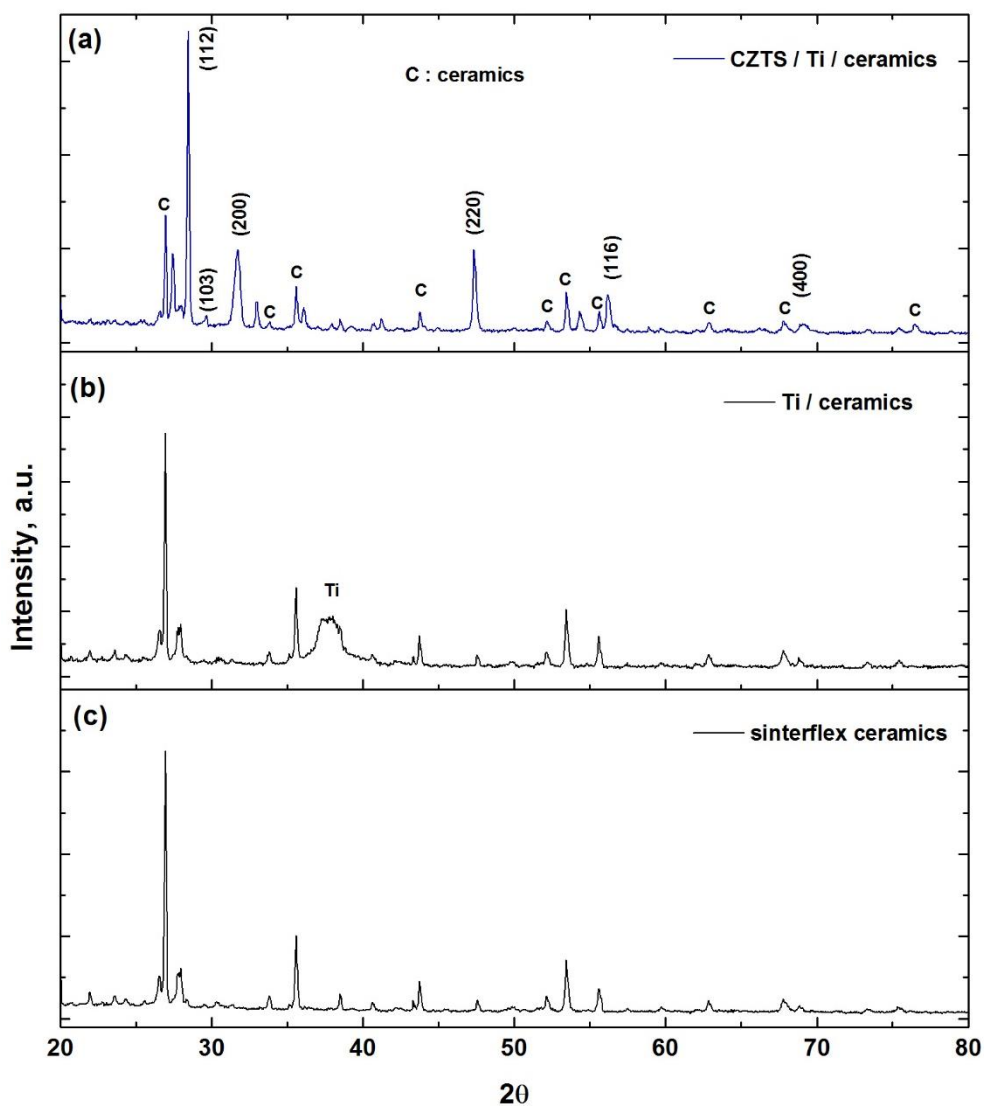 (a)
(112)
C : ceramics
CZTS / Ti / ceramics
C
(103)
(200)
C
C
C
(220)
C
C
C
(116)
C
C
(400)
C
(b)
Ti / ceramics
Ti
(c)
sinterflex ceramics
Intensity, a.u.
20 30 40 50 60 70 80
2θ